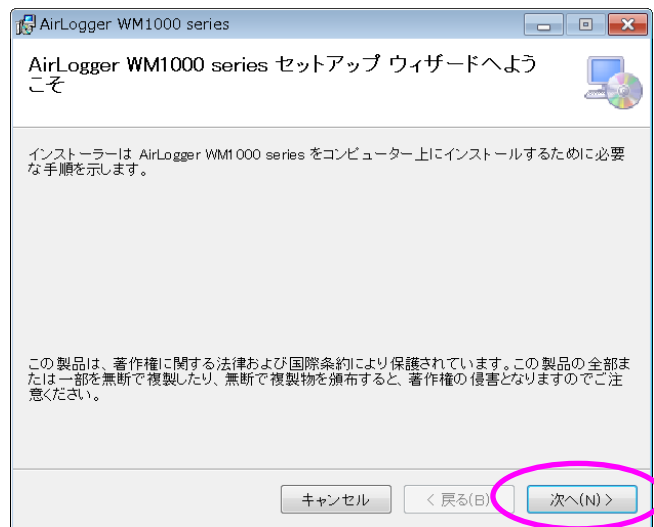 AirLogger WM1000 series
AirLogger WM1000 series セットアップ ウィザードへよう
こそ
インストーラーは AirLogger WM1000 series をコンピューター上にインストールするために必要
な手順を示します。
この製品は、著作権に関する法律および国際条約により保護されています。この製品の全部ま
たは一部を無断で複製したり、無断で複製物を頒布すると、著作権の侵害となりますのでご注
意ください。
キャンセル
< 戻る(B)
次へ(N) >